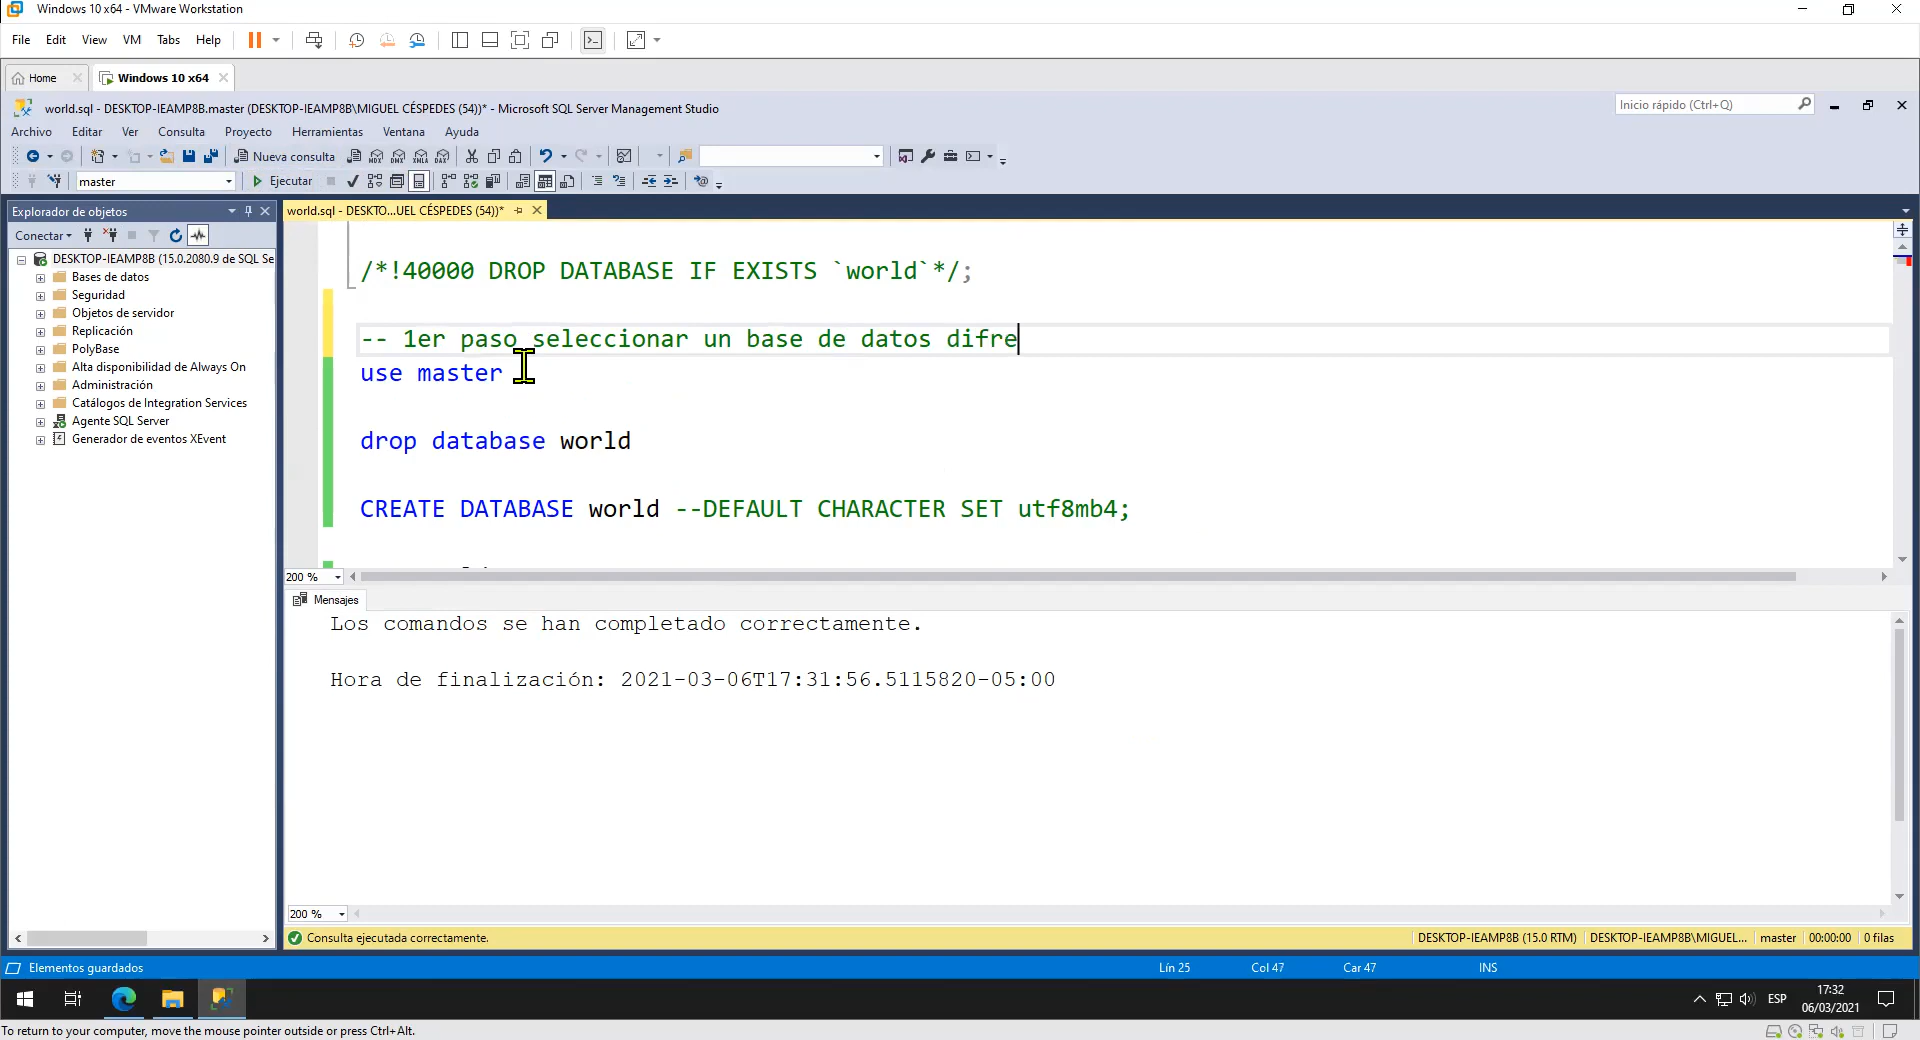 Windows 10 x64 - VMware Workstation
File Edit View VM Tabs Help
Home Windows 10 x64
world.sql - DESKTOP-IEAMP8B.master (DESKTOP-IEAMP8B\MIGUEL CÉSPEDES (54))* - Microsoft SQL Server Management Studio
Inicio rápido (Ctrl+Q)
Archivo Editar Ver Consulta Proyecto Herramientas Ventana Ayuda
Nueva consulta MDX DMX XMLA DAX
master Ejecutar
Explorador de objetos
world.sql - DESKTO...UEL CÉSPEDES (54))*
Conectar
DESKTOP-IEAMP8B (15.0.2080.9 de SQL Se
Bases de datos
Seguridad
Objetos de servidor
Replicación
PolyBase
Alta disponibilidad de Always On
Administración
Catálogos de Integration Services
Agente SQL Server
Generador de eventos XEvent
/*!40000 DROP DATABASE IF EXISTS `world`*/;
-- 1er paso seleccionar un base de datos difre
use master
drop database world
CREATE DATABASE world --DEFAULT CHARACTER SET utf8mb4;
200 %
Mensajes
Los comandos se han completado correctamente.
Hora de finalización: 2021-03-06T17:31:56.5115820-05:00
200 %
Consulta ejecutada correctamente.
DESKTOP-IEAMP8B (15.0 RTM) DESKTOP-IEAMP8B\MIGUEL... master 00:00:00 0 filas
Elementos guardados
Lín 25 Col 47 Car 47 INS
ESP
17:32
06/03/2021
To return to your computer, move the mouse pointer outside or press Ctrl+Alt.